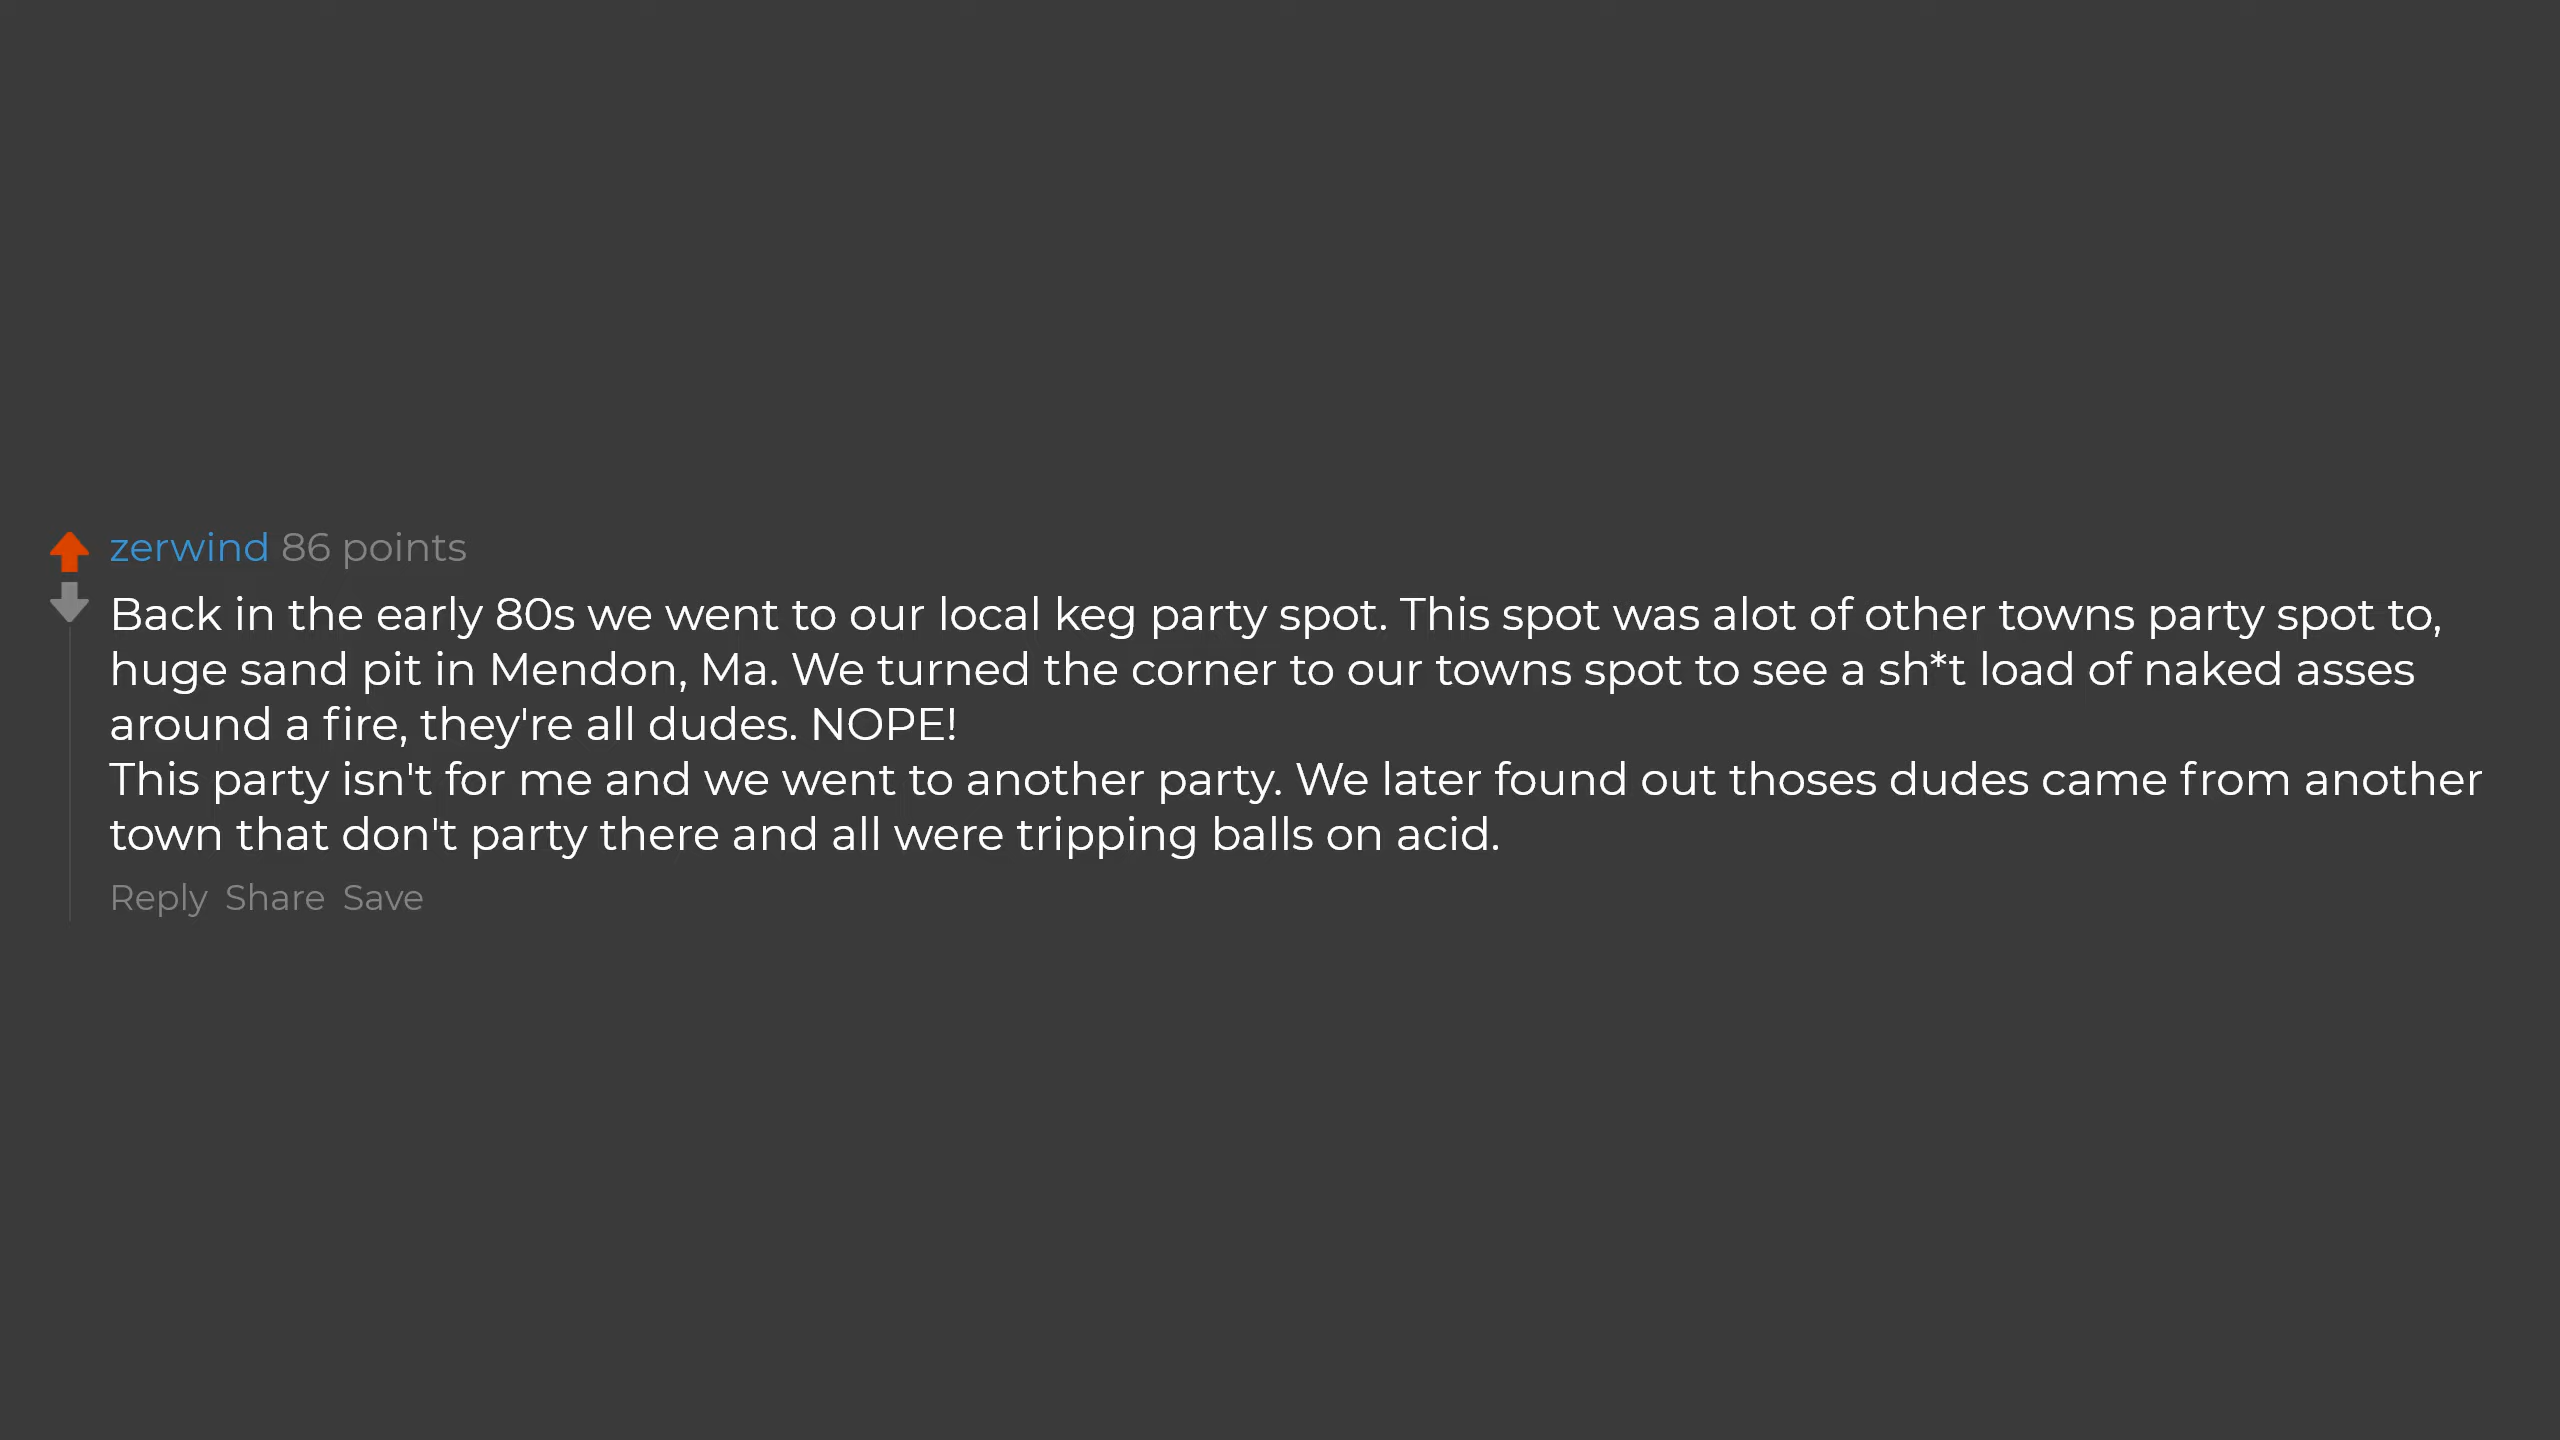 zerwind 86 points
Back in the early 80s we went to our local keg party spot. This spot was alot of other towns party spot to,
huge sand pit in Mendon, Ma. We turned the corner to our towns spot to see a sh*t load of naked asses
around a fire, they're all dudes. NOPE!
This party isn't for me and we went to another party. We later found out thoses dudes came from another
town that don't party there and all were tripping balls on acid.
Reply Share Save